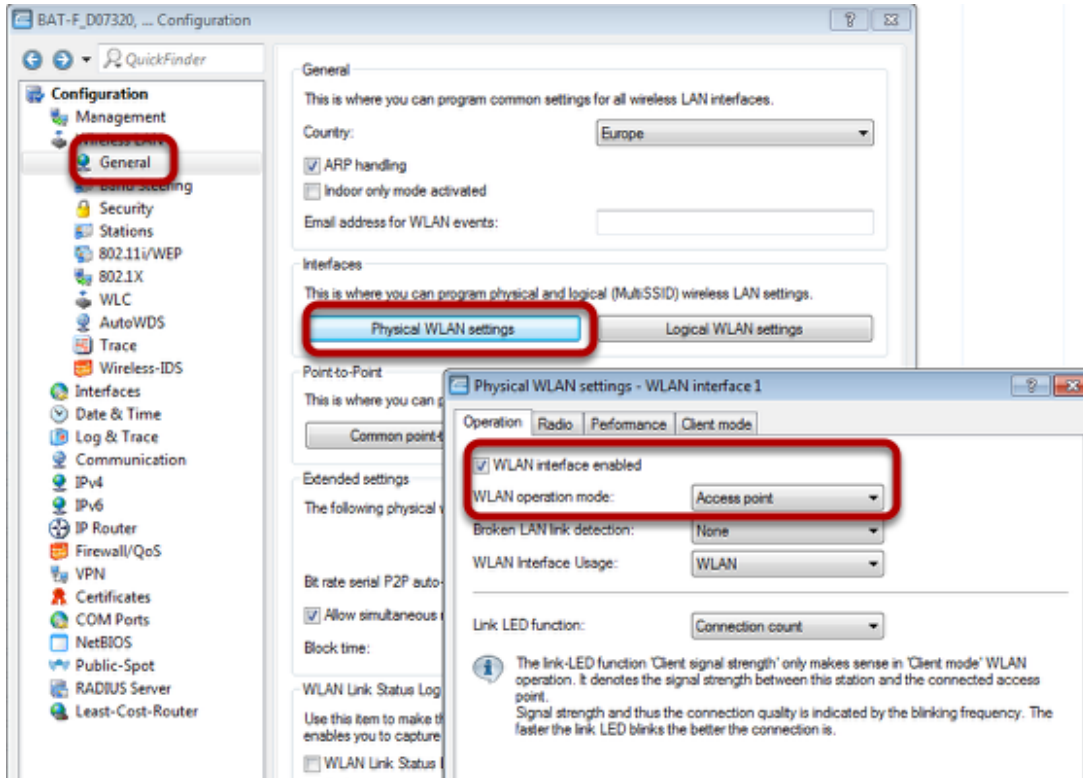 BAT-F_D07320, ... Configuration
QuickFinder
Configuration
Management
Wireless LAN
General
Band Steering
Security
Stations
802.11i/WEP
802.1X
WLC
AutoWDS
Trace
Wireless-IDS
Interfaces
Date & Time
Log & Trace
Communication
IPv4
IPv6
IP Router
Firewall/QoS
VPN
Certificates
COM Ports
NetBIOS
Public-Spot
RADIUS Server
Least-Cost-Router
General
This is where you can program common settings for all wireless LAN interfaces.
Country:
Europe
ARP handling
Indoor only mode activated
Email address for WLAN events:
Interfaces
This is where you can program physical and logical (MultiSSID) wireless LAN settings.
Physical WLAN settings
Logical WLAN settings
Point-to-Point
This is where you can
Common point-
Extended settings
The following physical
Bit rate serial P2P auto-
Allow simultaneous
Block time:
WLAN Link Status Log
Use this item to make
enables you to capture
WLAN Link Status
Physical WLAN settings - WLAN interface 1
Operation Radio Performance Client mode
WLAN interface enabled
WLAN operation mode: Access point
Broken LAN link detection: None
WLAN Interface Usage: WLAN
Link LED function: Connection count
The link-LED function 'Client signal strength' only makes sense in 'Client mode' WLAN
operation. It denotes the signal strength between this station and the connected access
point.
Signal strength and thus the connection quality is indicated by the blinking frequency. The
faster the link LED blinks the better the connection is.